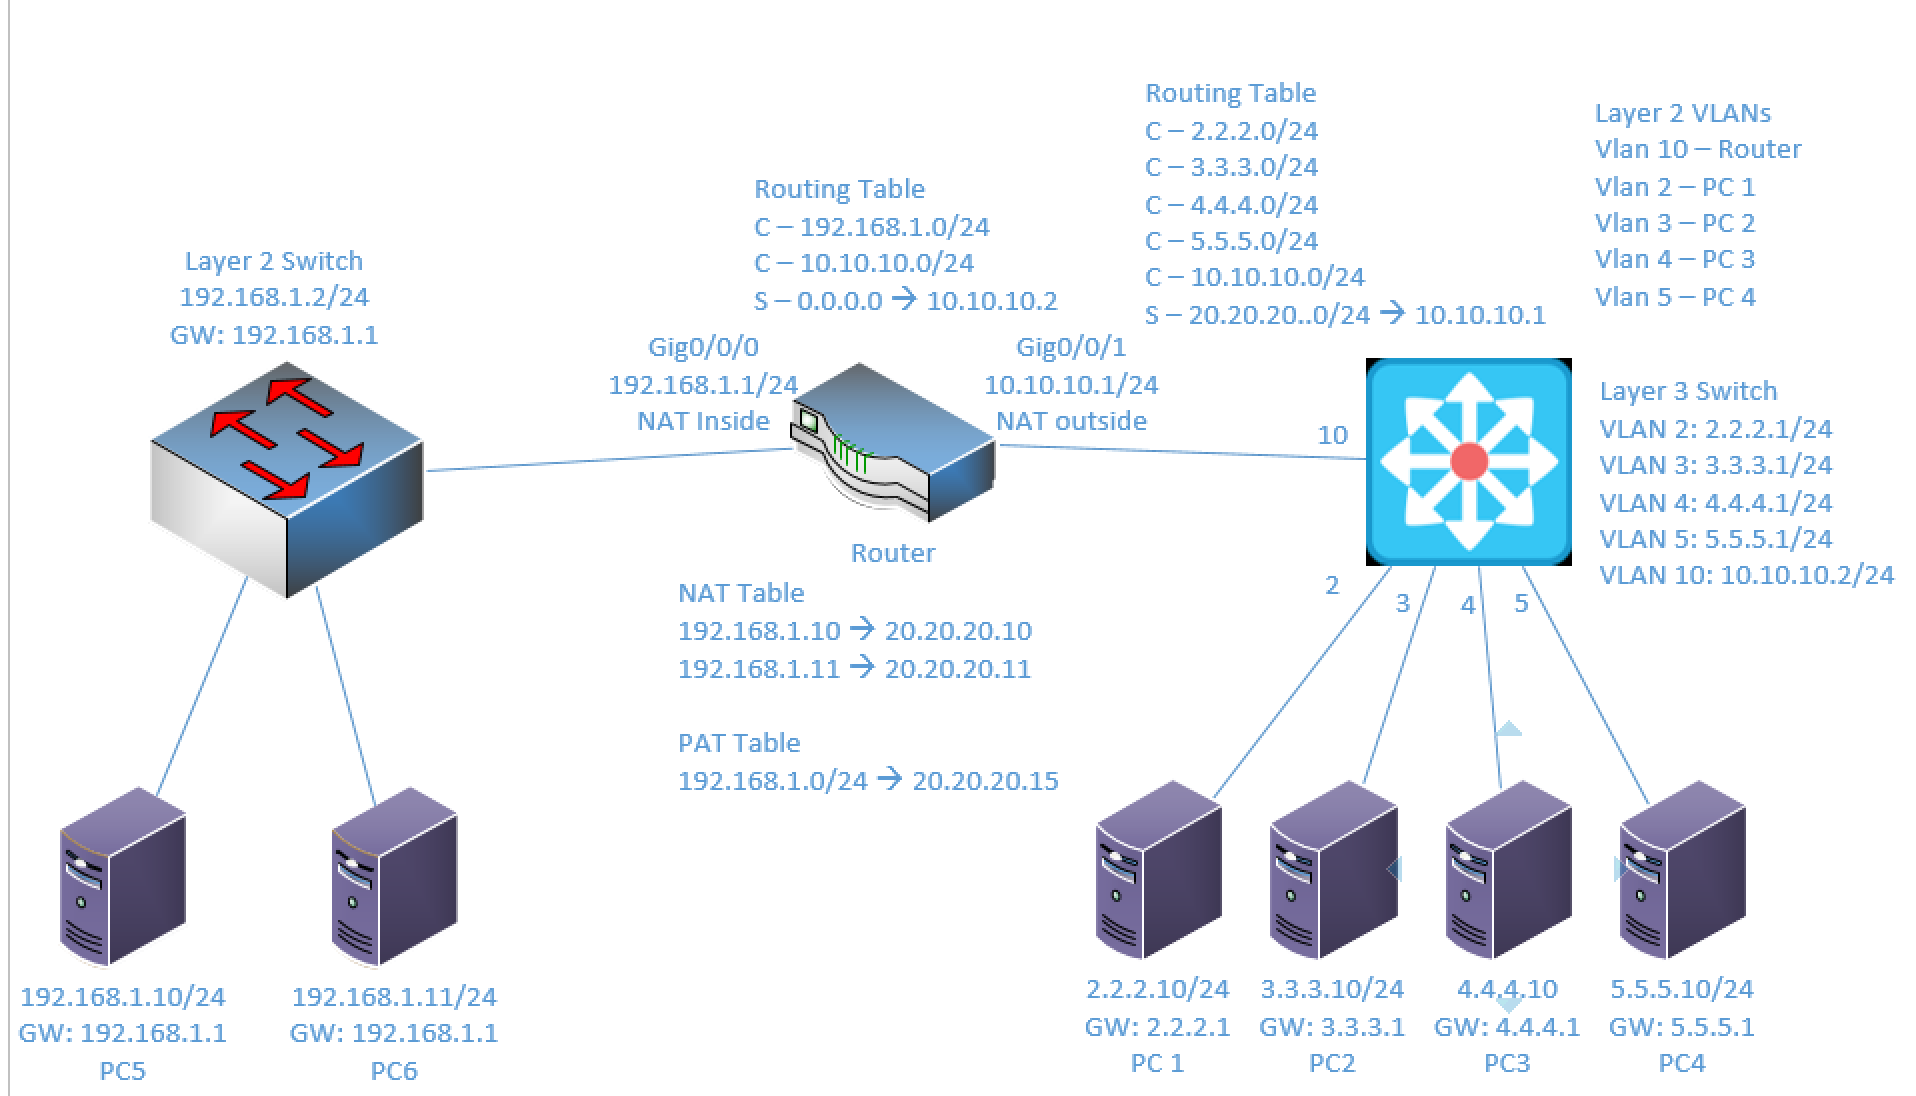 Layer 2 Switch
192.168.1.2/24
GW: 192.168.1.1
Routing Table
C – 192.168.1.0/24
C – 10.10.10.0/24
S – 0.0.0.0 → 10.10.10.2
Gig0/0/0
192.168.1.1/24
NAT Inside
Gig0/0/1
10.10.10.1/24
NAT outside
Router
NAT Table
192.168.1.10 → 20.20.20.10
192.168.1.11 → 20.20.20.11
PAT Table
192.168.1.0/24 → 20.20.20.15
Routing Table
C – 2.2.2.0/24
C – 3.3.3.0/24
C – 4.4.4.0/24
C – 5.5.5.0/24
C – 10.10.10.0/24
S – 20.20.20..0/24 → 10.10.10.1
Layer 2 VLANs
Vlan 10 – Router
Vlan 2 – PC 1
Vlan 3 – PC 2
Vlan 4 – PC 3
Vlan 5 – PC 4
Layer 3 Switch
VLAN 2: 2.2.2.1/24
VLAN 3: 3.3.3.1/24
VLAN 4: 4.4.4.1/24
VLAN 5: 5.5.5.1/24
VLAN 10: 10.10.10.2/24
10
2
3
4
5
192.168.1.10/24
GW: 192.168.1.1
PC5
192.168.1.11/24
GW: 192.168.1.1
PC6
2.2.2.10/24
GW: 2.2.2.1
PC 1
3.3.3.10/24
GW: 3.3.3.1
PC2
4.4.4.10
GW: 4.4.4.1
PC3
5.5.5.10/24
GW: 5.5.5.1
PC4